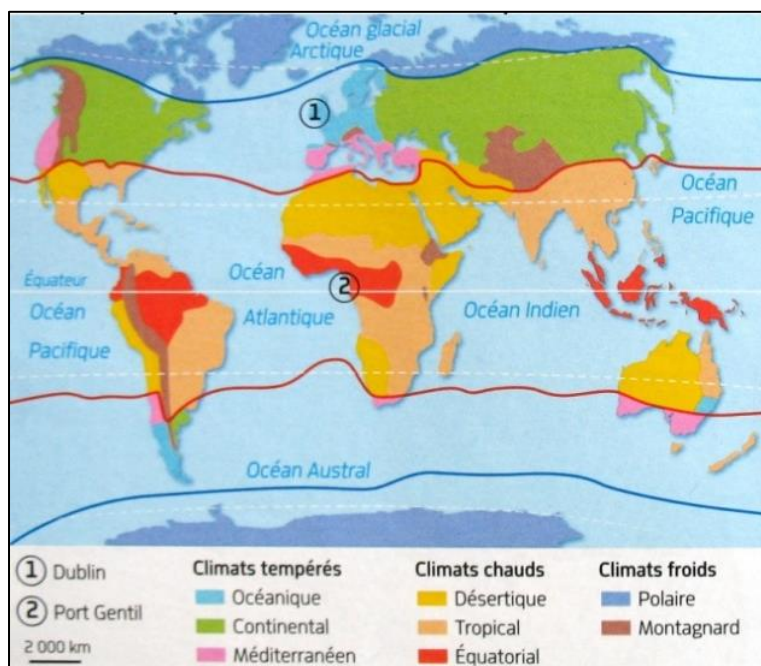 Océan glacial
Arctique
1
Océan
Pacifique
Équateur
Océan
Pacifique
Océan
Atlantique
2
Océan Indien
Océan Austral
1 Dublin
2 Port Gentil
2 000 km
Climats tempérés
Océanique
Continental
Méditerranéen
Climats chauds
Désertique
Tropical
Équatorial
Climats froids
Polaire
Montagnard